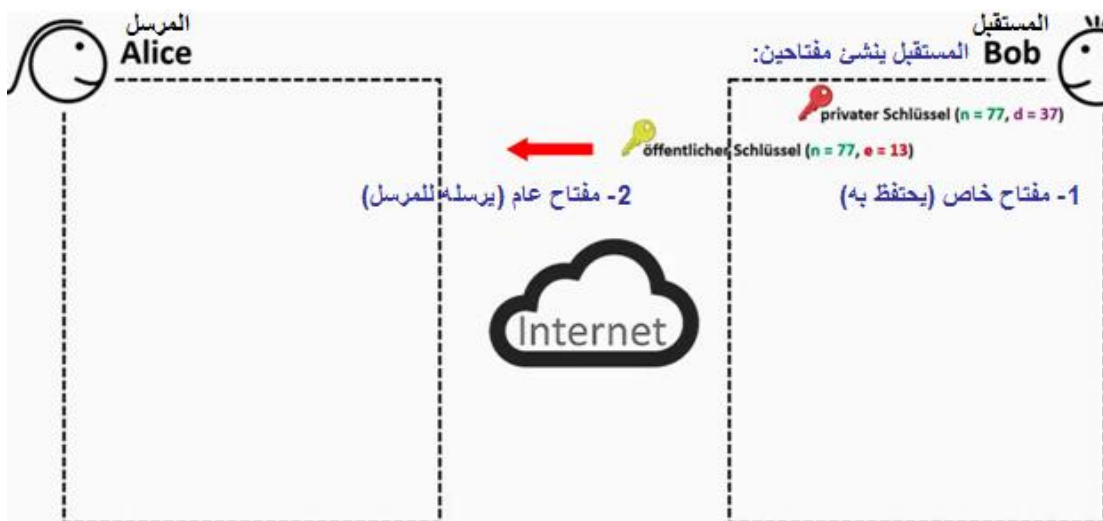 المرسل
Alice
المستقبل
Bob المستقبل ينشئ مفتاحين:
privater Schlüssel (n = 77, d = 37)
öffentlicher Schlüssel (n = 77, e = 13)
1- مفتاح خاص (يحتفظ به)
2- مفتاح عام (يرسله للمرسل)
Internet